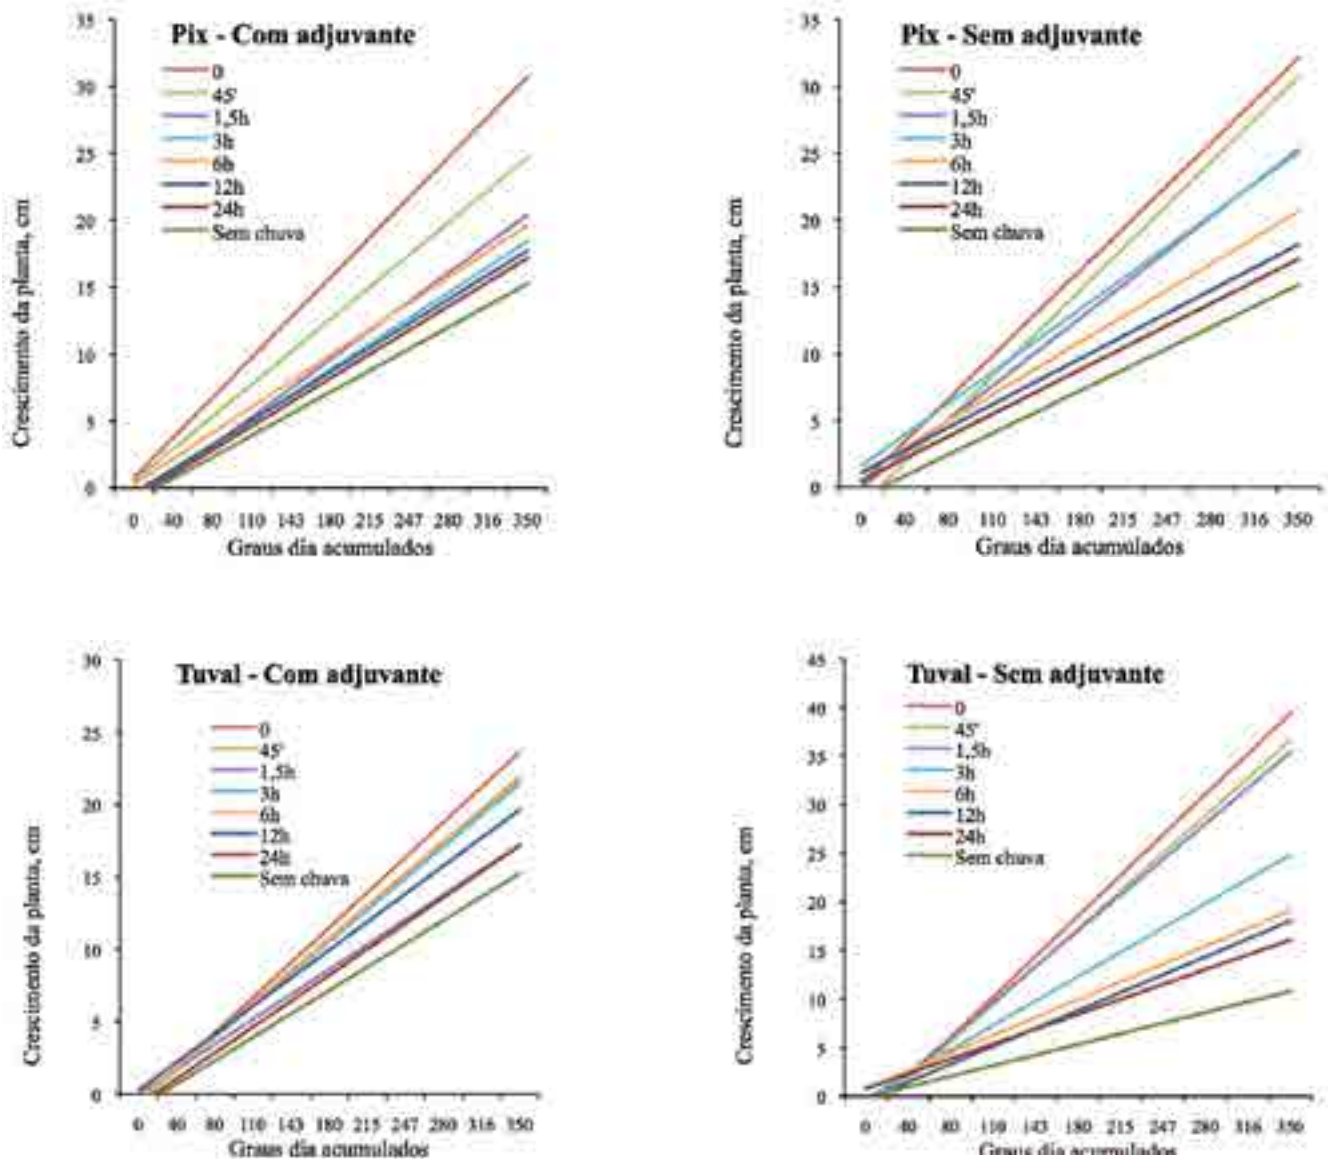 Pix - Com adjuvante
35
30
25
20
15
10
5
0
0
45'
1,5h
3h
6h
12h
24h
Sem chuva
Crescimento da planta, cm
0 40 80 110 143 180 215 247 280 316 350
Graus dia acumulados
Pix - Sem adjuvante
35
30
25
20
15
10
5
0
0
45'
1,5h
3h
6h
12h
24h
Sem chuva
Crescimento da planta, cm
0 40 80 110 143 180 215 247 280 316 350
Graus dia acumulados
Tuval - Com adjuvante
30
25
20
15
10
5
0
0
45'
1,5h
3h
6h
12h
24h
Sem chuva
Crescimento da planta, cm
0 40 80 110 143 180 215 247 280 316 350
Graus dia acumulados
Tuval - Sem adjuvante
45
40
35
30
25
20
15
10
5
0
0
45'
1,5h
3h
6h
12h
24h
Sem chuva
Crescimento da planta, cm
0 40 80 110 143 180 215 247 280 316 350
Graus dia acumulados